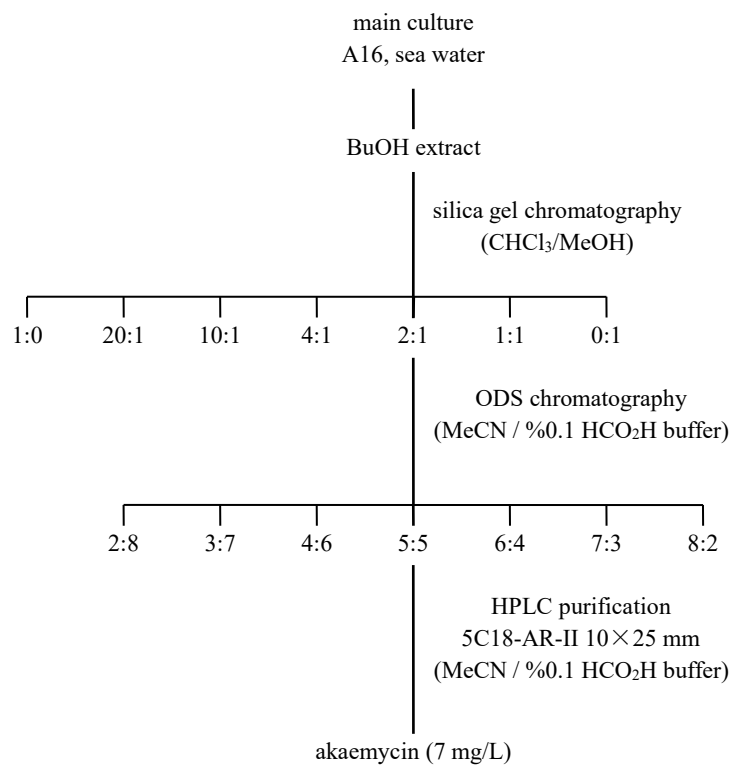 main culture
A16, sea water
BuOH extract
silica gel chromatography
(CHCl₃/MeOH)
1:0 20:1 10:1 4:1 2:1 1:1 0:1
ODS chromatography
(MeCN / %0.1 HCO₂H buffer)
2:8 3:7 4:6 5:5 6:4 7:3 8:2
HPLC purification
5C18-AR-II 10×25 mm
(MeCN / %0.1 HCO₂H buffer)
akaemycin (7 mg/L)